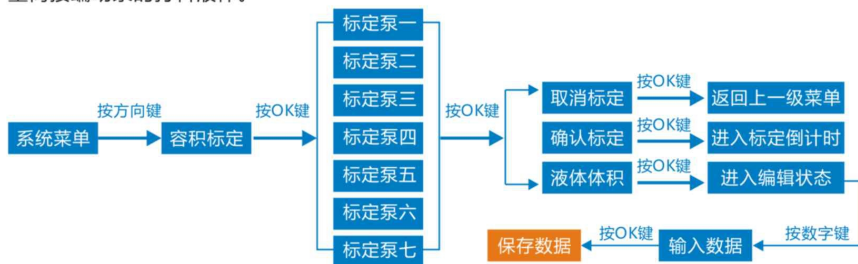 标定泵一
标定泵二
标定泵三
标定泵四
标定泵五
标定泵六
标定泵七
系统菜单
按方向键
容积标定
按OK键
按OK键
取消标定
按OK键
返回上一级菜单
确认标定
按OK键
进入标定倒计时
液体体积
按OK键
进入编辑状态
按数字键
输入数据
按OK键
保存数据